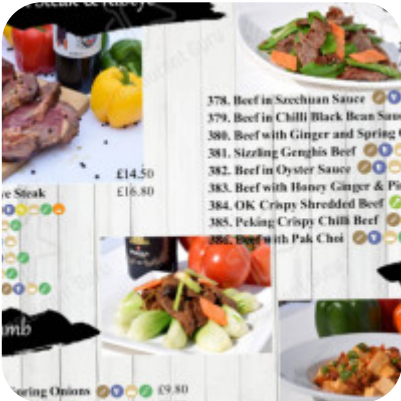 Steak & Ribeye
£14.50
ye Steak £16.80
378. Beef in Szechuan Sauce
379. Beef in Chilli Black Bean Sau
380. Beef with Ginger and Spring O
381. Sizzling Genghis Beef
382. Beef in Oyster Sauce
383. Beef with Honey Ginger & Pi
384. OK Crispy Shredded Beef
385. Peking Crispy Chilli Beef
386. Beef with Pak Choi
amb
Spring Onions £9.80